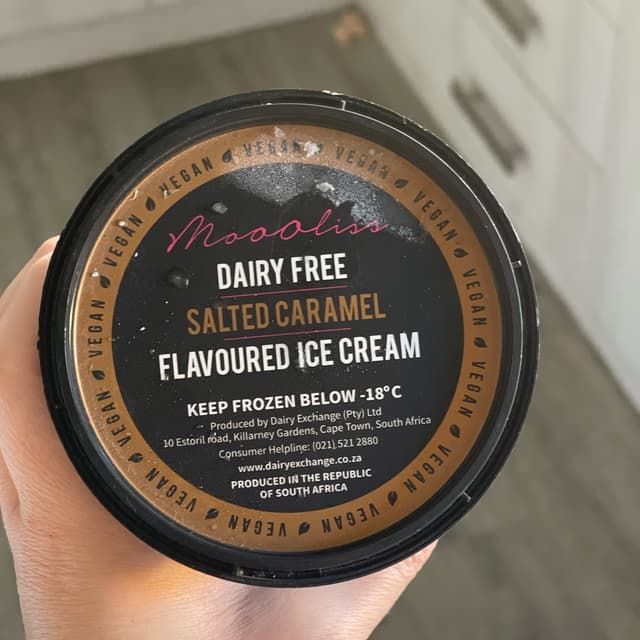 VEGAN VEGAN VEGAN VEGAN VEGAN VEGAN VEGAN VEGAN VEGAN VEGAN VEGAN VEGAN VEGAN
MoooBliss
DAIRY FREE
SALTED CARAMEL
FLAVOURED ICE CREAM
KEEP FROZEN BELOW -18°C
Produced by Dairy Exchange (Pty) Ltd
10 Estoril road, Killarney Gardens, Cape Town, South Africa
Consumer Helpline: (021) 521 2880
www.dairyexchange.co.za
PRODUCED IN THE REPUBLIC
OF SOUTH AFRICA